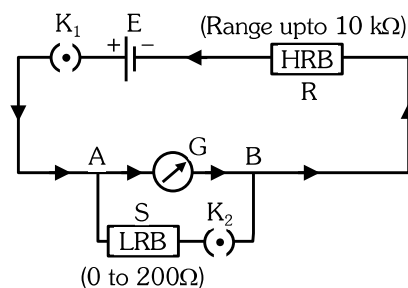 K₁
E
(Range upto 10 kΩ)
+ −
HRB
R
A
G
B
S
K₂
LRB
(0 to 200Ω)